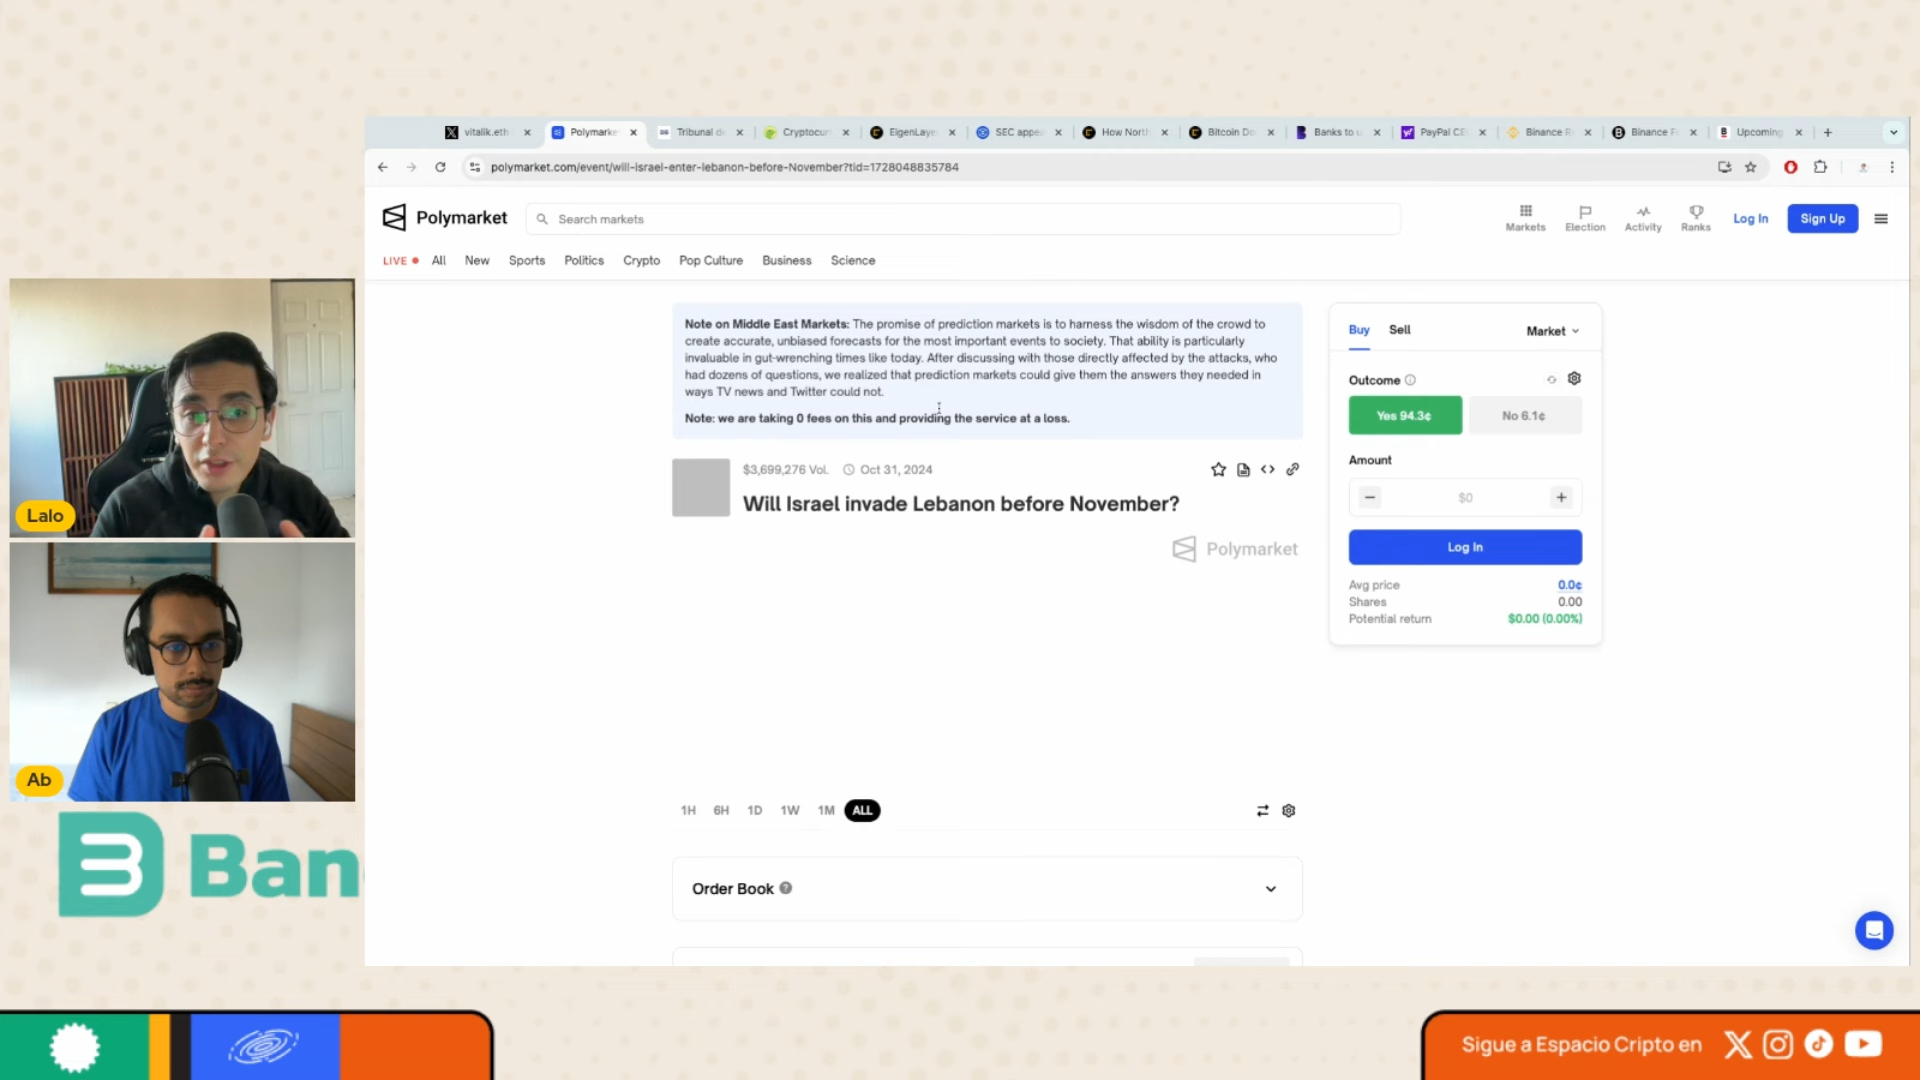 vitalik.eth
Polymarke
Tribunal de
Cryptocur
EigenLaye
SEC appea
How North
Bitcoin Do
Banks to u
PayPal CE
Binance R
Binance F
Upcoming
polymarket.com/event/will-israel-enter-lebanon-before-November?tid=1728048835784
Polymarket
Search markets
Markets
Election
Activity
Ranks
Log In
Sign Up
LIVE
All
New
Sports
Politics
Crypto
Pop Culture
Business
Science
Note on Middle East Markets: The promise of prediction markets is to harness the wisdom of the crowd to
create accurate, unbiased forecasts for the most important events to society. That ability is particularly
invaluable in gut-wrenching times like today. After discussing with those directly affected by the attacks, who
had dozens of questions, we realized that prediction markets could give them the answers they needed in
ways TV news and Twitter could not.
Note: we are taking 0 fees on this and providing the service at a loss.
$3,699,276 Vol.
Oct 31, 2024
Will Israel invade Lebanon before November?
Polymarket
1H 6H 1D 1W 1M ALL
Order Book
Buy
Sell
Market
Outcome
Yes 94.3¢
No 6.1¢
Amount
$0
Log In
Avg price
0.0¢
Shares
0.00
Potential return
$0.00 (0.00%)
Lalo
Ab
Ban
Sigue a Espacio Cripto en